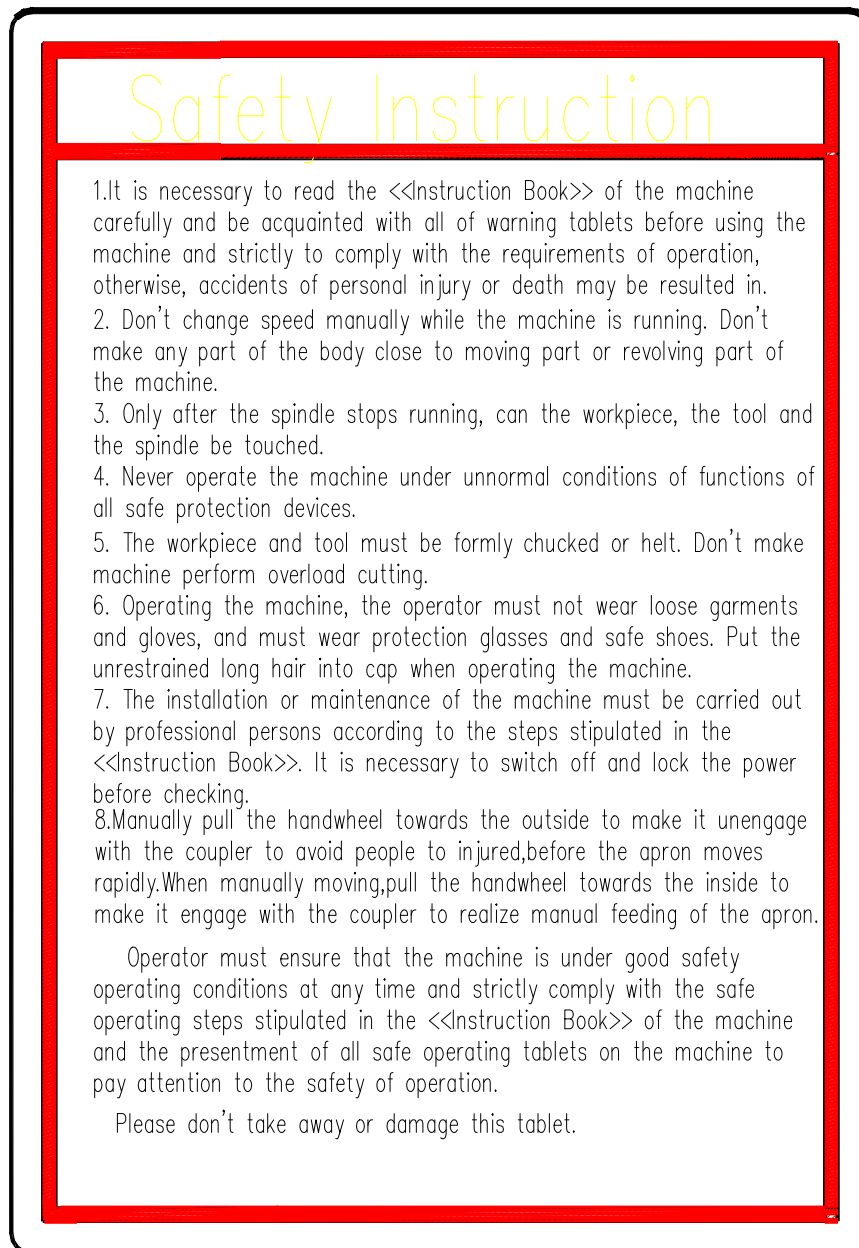 Safety Instruction
1.It is necessary to read the <<Instruction Book>> of the machine
carefully and be acquainted with all of warning tablets before using the
machine and strictly to comply with the requirements of operation,
otherwise, accidents of personal injury or death may be resulted in.
2. Don't change speed manually while the machine is running. Don't
make any part of the body close to moving part or revolving part of
the machine.
3. Only after the spindle stops running, can the workpiece, the tool and
the spindle be touched.
4. Never operate the machine under unnormal conditions of functions of
all safe protection devices.
5. The workpiece and tool must be formly chucked or helt. Don't make
machine perform overload cutting.
6. Operating the machine, the operator must not wear loose garments
and gloves, and must wear protection glasses and safe shoes. Put the
unrestrained long hair into cap when operating the machine.
7. The installation or maintenance of the machine must be carried out
by professional persons according to the steps stipulated in the
<<Instruction Book>>. It is necessary to switch off and lock the power
before checking.
8.Manually pull the handwheel towards the outside to make it unengage
with the coupler to avoid people to injured,before the apron moves
rapidly.When manually moving,pull the handwheel towards the inside to
make it engage with the coupler to realize manual feeding of the apron.
Operator must ensure that the machine is under good safety
operating conditions at any time and strictly comply with the safe
operating steps stipulated in the <<Instruction Book>> of the machine
and the presentment of all safe operating tablets on the machine to
pay attention to the safety of operation.
Please don't take away or damage this tablet.